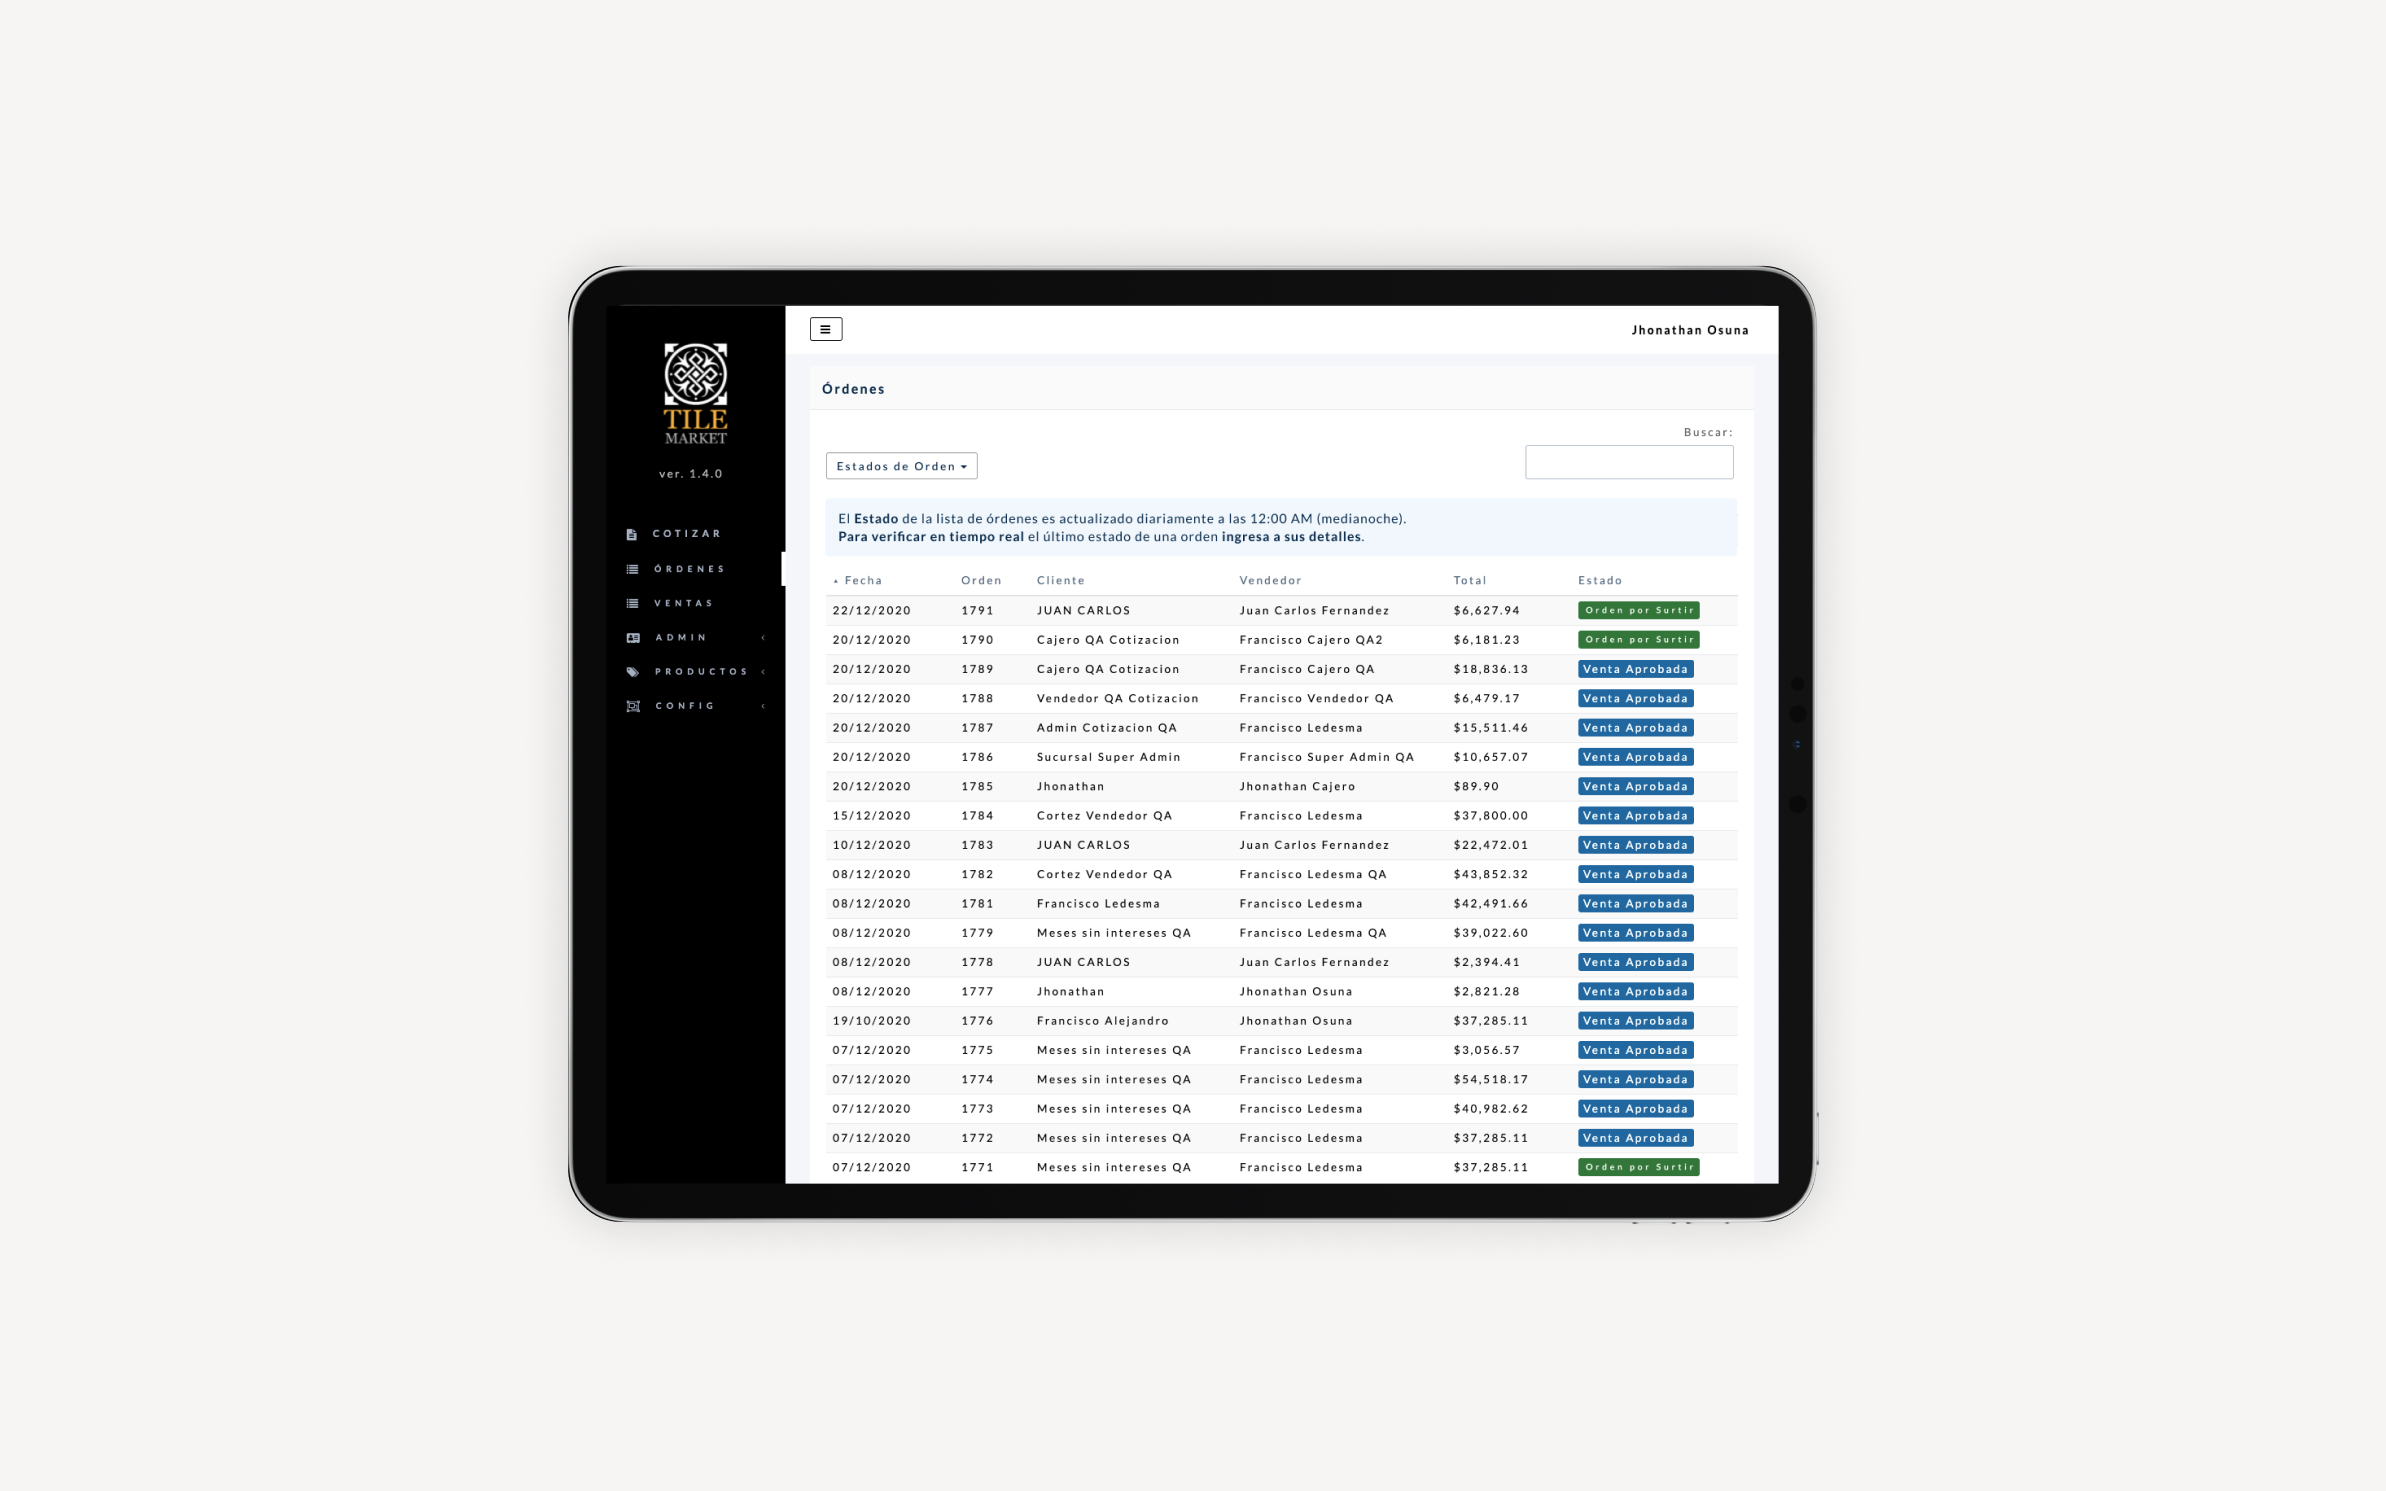 TILE
MARKET
ver. 1.4.0
COTIZAR
ÓRDENES
VENTAS
ADMIN
PRODUCTOS
CONFIG
Jhonathan Osuna
Órdenes
Buscar:
Estados de Orden
El Estado de la lista de órdenes es actualizado diariamente a las 12:00 AM (medianoche).
Para verificar en tiempo real el último estado de una orden ingresa a sus detalles.
Fecha Orden Cliente Vendedor Total Estado
22/12/2020 1791 JUAN CARLOS Juan Carlos Fernandez $6,627.94 Orden por Surtir
20/12/2020 1790 Cajero QA Cotizacion Francisco Cajero QA2 $6,181.23 Orden por Surtir
20/12/2020 1789 Cajero QA Cotizacion Francisco Cajero QA $18,836.13 Venta Aprobada
20/12/2020 1788 Vendedor QA Cotizacion Francisco Vendedor QA $6,479.17 Venta Aprobada
20/12/2020 1787 Admin Cotizacion QA Francisco Ledesma $15,511.46 Venta Aprobada
20/12/2020 1786 Sucursal Super Admin Francisco Super Admin QA $10,657.07 Venta Aprobada
20/12/2020 1785 Jhonathan Jhonathan Cajero $89.90 Venta Aprobada
15/12/2020 1784 Cortez Vendedor QA Francisco Ledesma $37,800.00 Venta Aprobada
10/12/2020 1783 JUAN CARLOS Juan Carlos Fernandez $22,472.01 Venta Aprobada
08/12/2020 1782 Cortez Vendedor QA Francisco Ledesma QA $43,852.32 Venta Aprobada
08/12/2020 1781 Francisco Ledesma Francisco Ledesma $42,491.66 Venta Aprobada
08/12/2020 1779 Meses sin intereses QA Francisco Ledesma QA $39,022.60 Venta Aprobada
08/12/2020 1778 JUAN CARLOS Juan Carlos Fernandez $2,394.41 Venta Aprobada
08/12/2020 1777 Jhonathan Jhonathan Osuna $2,821.28 Venta Aprobada
19/10/2020 1776 Francisco Alejandro Jhonathan Osuna $37,285.11 Venta Aprobada
07/12/2020 1775 Meses sin intereses QA Francisco Ledesma $3,056.57 Venta Aprobada
07/12/2020 1774 Meses sin intereses QA Francisco Ledesma $54,518.17 Venta Aprobada
07/12/2020 1773 Meses sin intereses QA Francisco Ledesma $40,982.62 Venta Aprobada
07/12/2020 1772 Meses sin intereses QA Francisco Ledesma $37,285.11 Venta Aprobada
07/12/2020 1771 Meses sin intereses QA Francisco Ledesma $37,285.11 Orden por Surtir